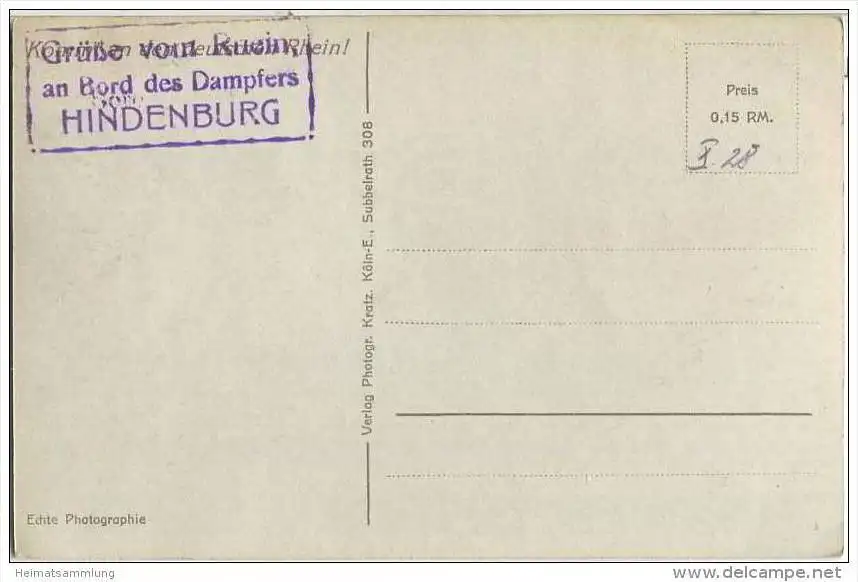 Grüße vom Rhein,
an Bord des Dampfers
HINDENBURG
Rhein!
Preis
0,15 RM.
28
Verlag Photogr. Kratz. Köln-E., Subbelrath 308
Echte Photographie
Heimatsammlung
www.delcampe.net